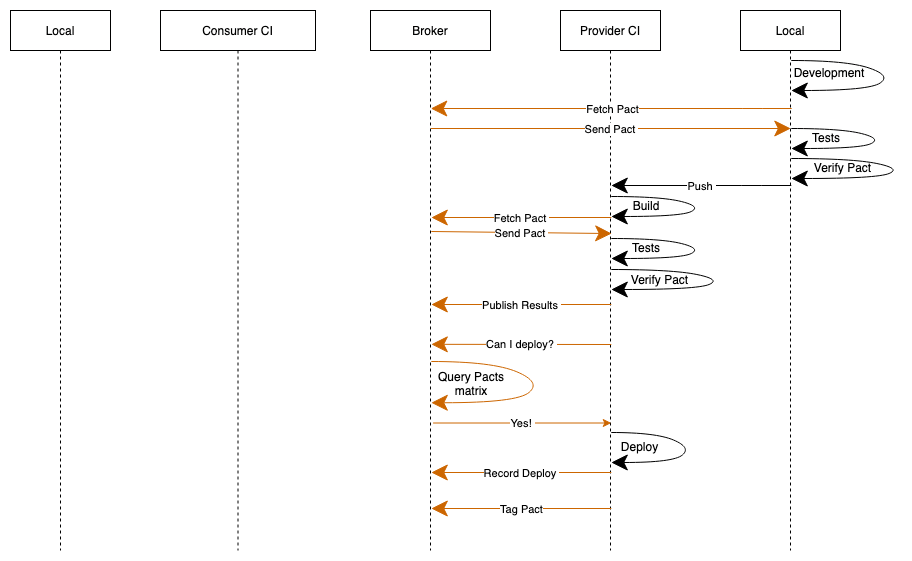 Local
Consumer CI
Broker
Provider CI
Local
Development
Fetch Pact
Send Pact
Tests
Verify Pact
Push
Build
Fetch Pact
Send Pact
Tests
Verify Pact
Publish Results
Can I deploy?
Query Pacts
matrix
Yes!
Deploy
Record Deploy
Tag Pact